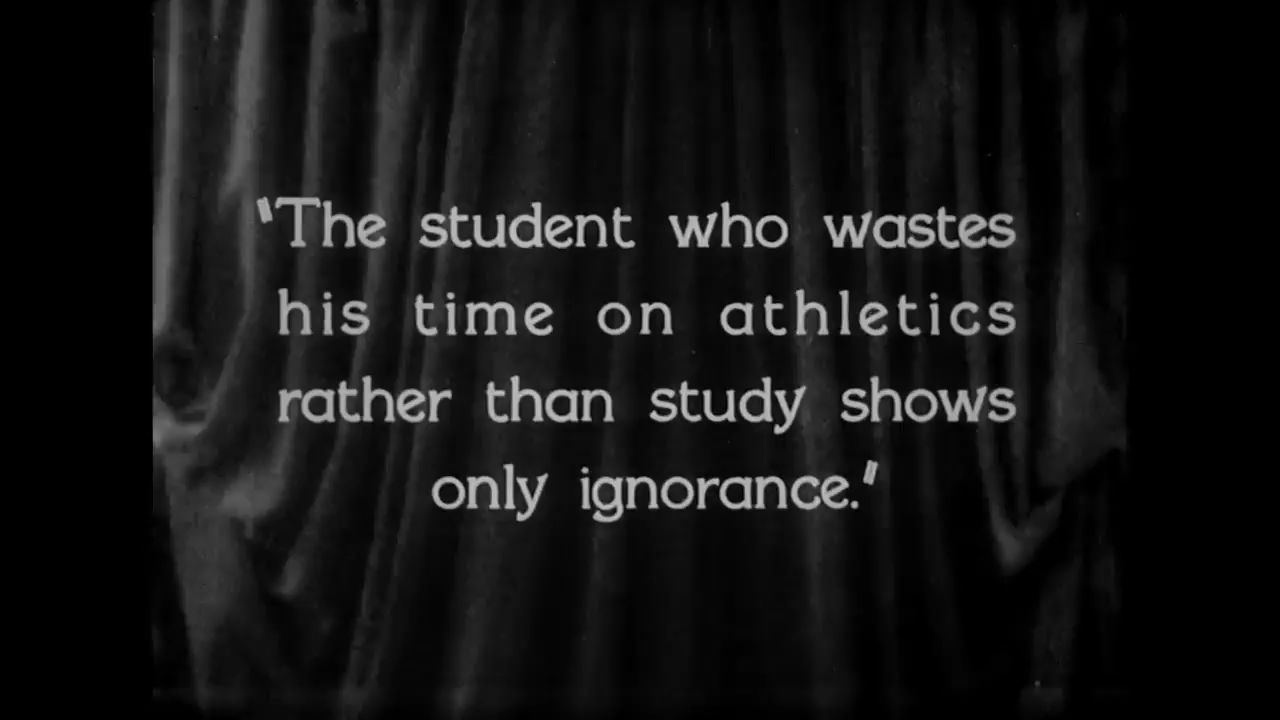 "The student who wastes
his time on athletics
rather than study shows
only ignorance."